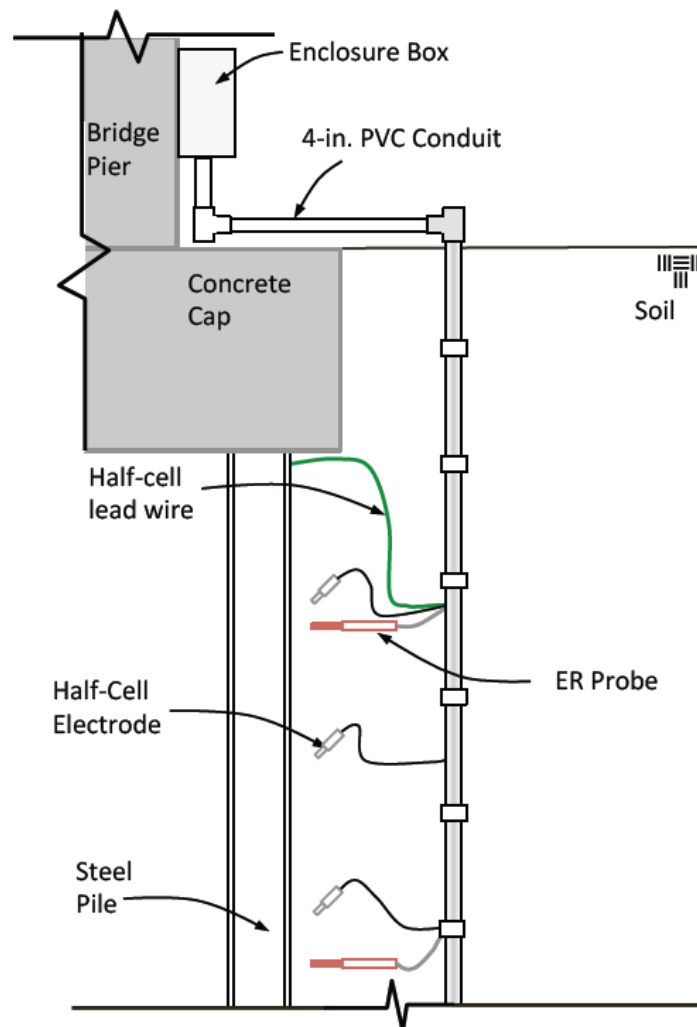 Enclosure Box
Bridge
Pier
4-in. PVC Conduit
Concrete
Cap
Soil
Half-cell
lead wire
ER Probe
Half-Cell
Electrode
Steel
Pile